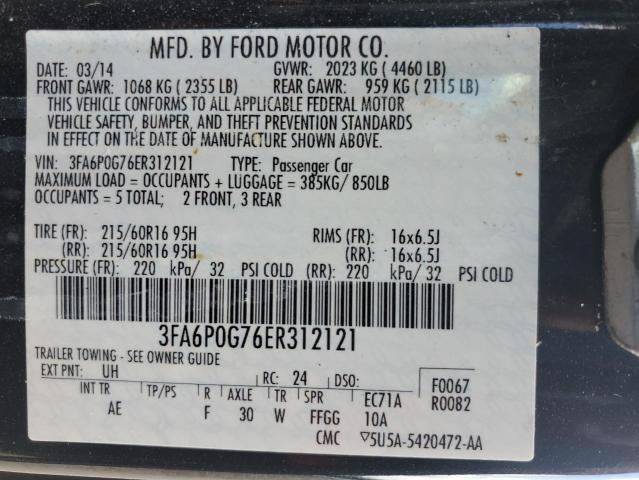 MFD. BY FORD MOTOR CO.
DATE: 03/14 GVWR: 2023 KG ( 4460 LB)
FRONT GAWR: 1068 KG ( 2355 LB) REAR GAWR: 959 KG ( 2115 LB)
THIS VEHICLE CONFORMS TO ALL APPLICABLE FEDERAL MOTOR
VEHICLE SAFETY, BUMPER, AND THEFT PREVENTION STANDARDS
IN EFFECT ON THE DATE OF MANUFACTURE SHOWN ABOVE.
VIN: 3FA6P0G76ER312121 TYPE: Passenger Car
MAXIMUM LOAD = OCCUPANTS + LUGGAGE = 385KG/ 850LB
OCCUPANTS = 5 TOTAL; 2 FRONT, 3 REAR
TIRE (FR): 215/60R16 95H RIMS (FR): 16x6.5J
(RR): 215/60R16 95H (RR): 16x6.5J
PRESSURE (FR): 220 kPa/ 32 PSI COLD (RR): 220 kPa/ 32 PSI COLD
3FA6P0G76ER312121
TRAILER TOWING - SEE OWNER GUIDE
EXT PNT: UH RC: 24 DSO: F0067
INT TR TP/PS R AXLE TR SPR EC71A R0082
AE F 30 W FFGG 10A
CMC ▽5U5A-5420472-AA